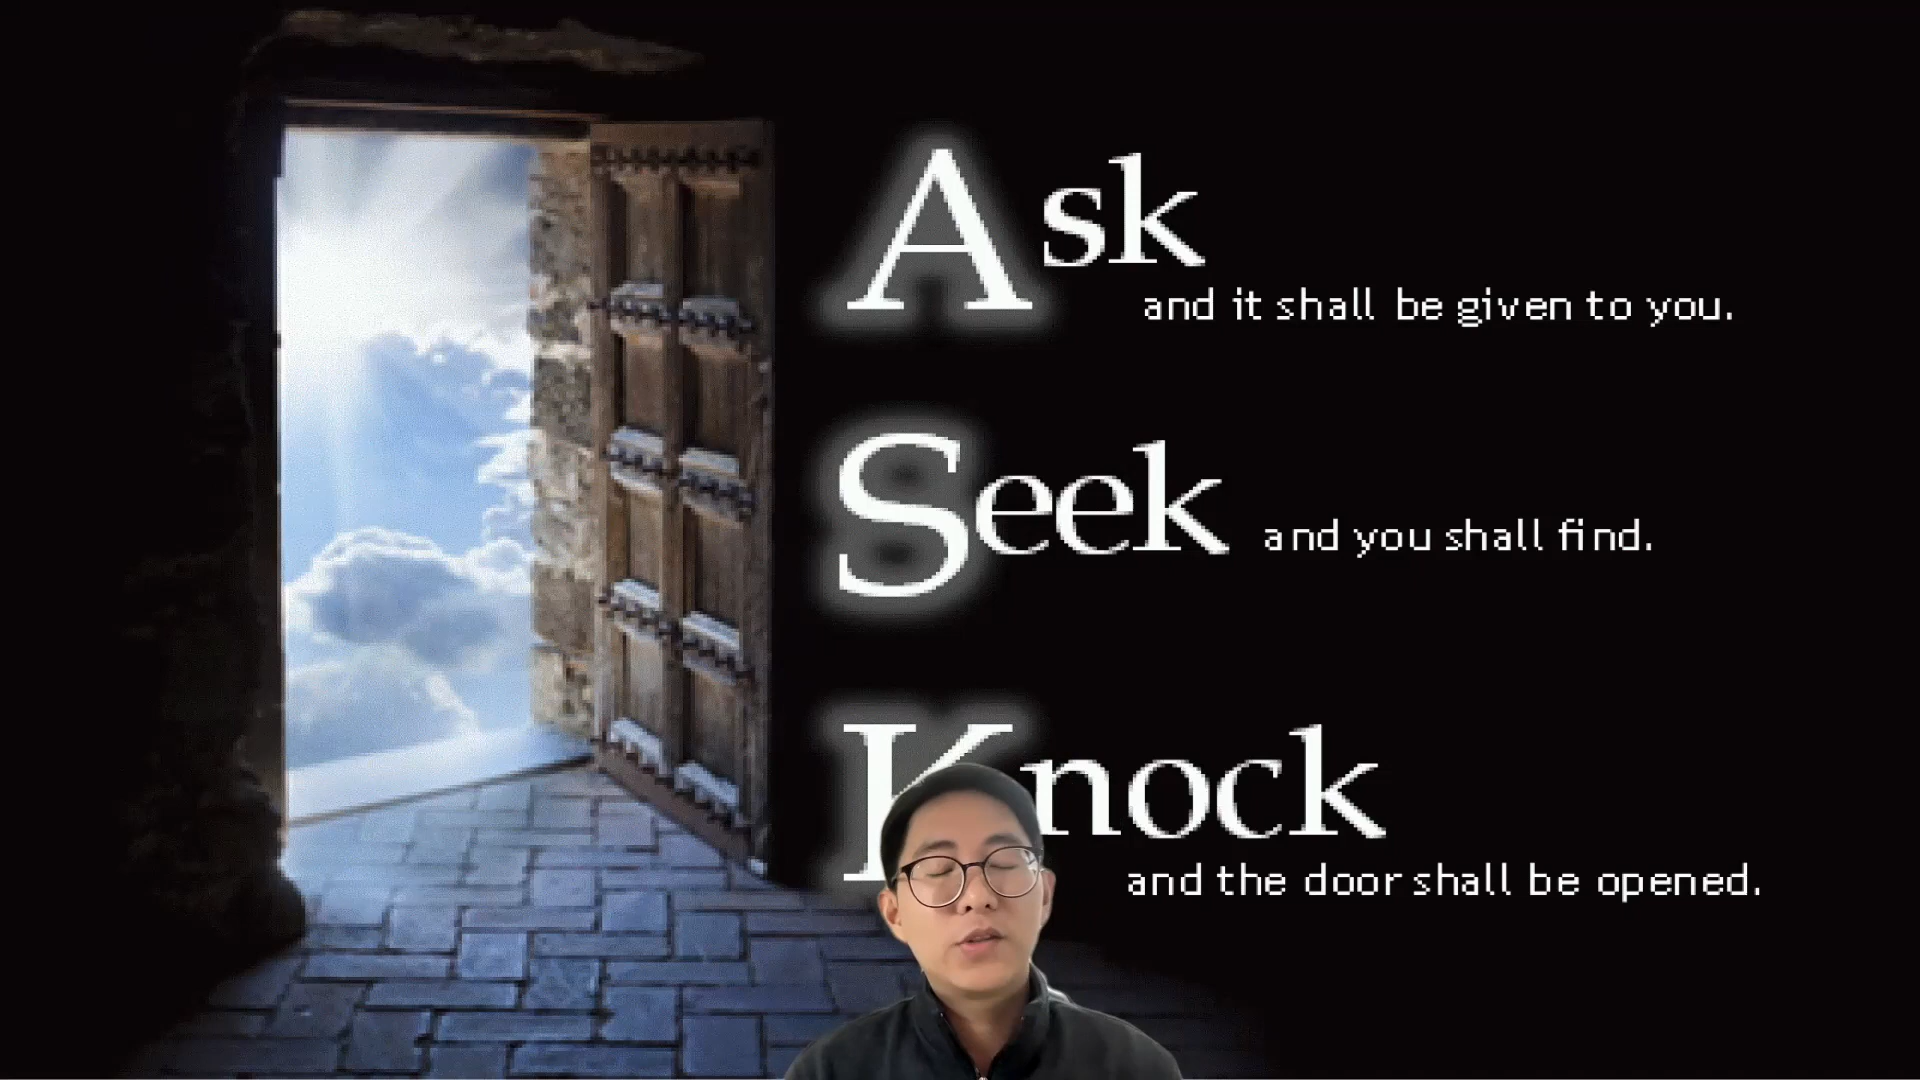 Ask
and it shall be given to you.
Seek and you shall find.
Knock
and the door shall be opened.